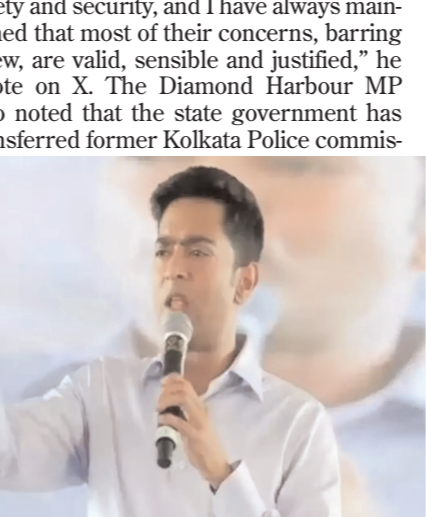 ety and security, and I have always main-
ned that most of their concerns, barring
ew, are valid, sensible and justified,” he
ote on X. The Diamond Harbour MP
o noted that the state government has
nsferred former Kolkata Police commis-